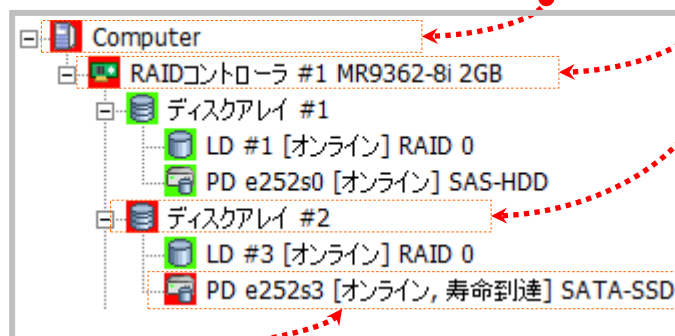 Computer
RAIDコントローラ #1 MR9362-8i 2GB
ディスクアレイ #1
LD #1 [オンライン] RAID 0
PD e252s0 [オンライン] SAS-HDD
ディスクアレイ #2
LD #3 [オンライン] RAID 0
PD e252s3 [オンライン, 寿命到達] SATA-SSD